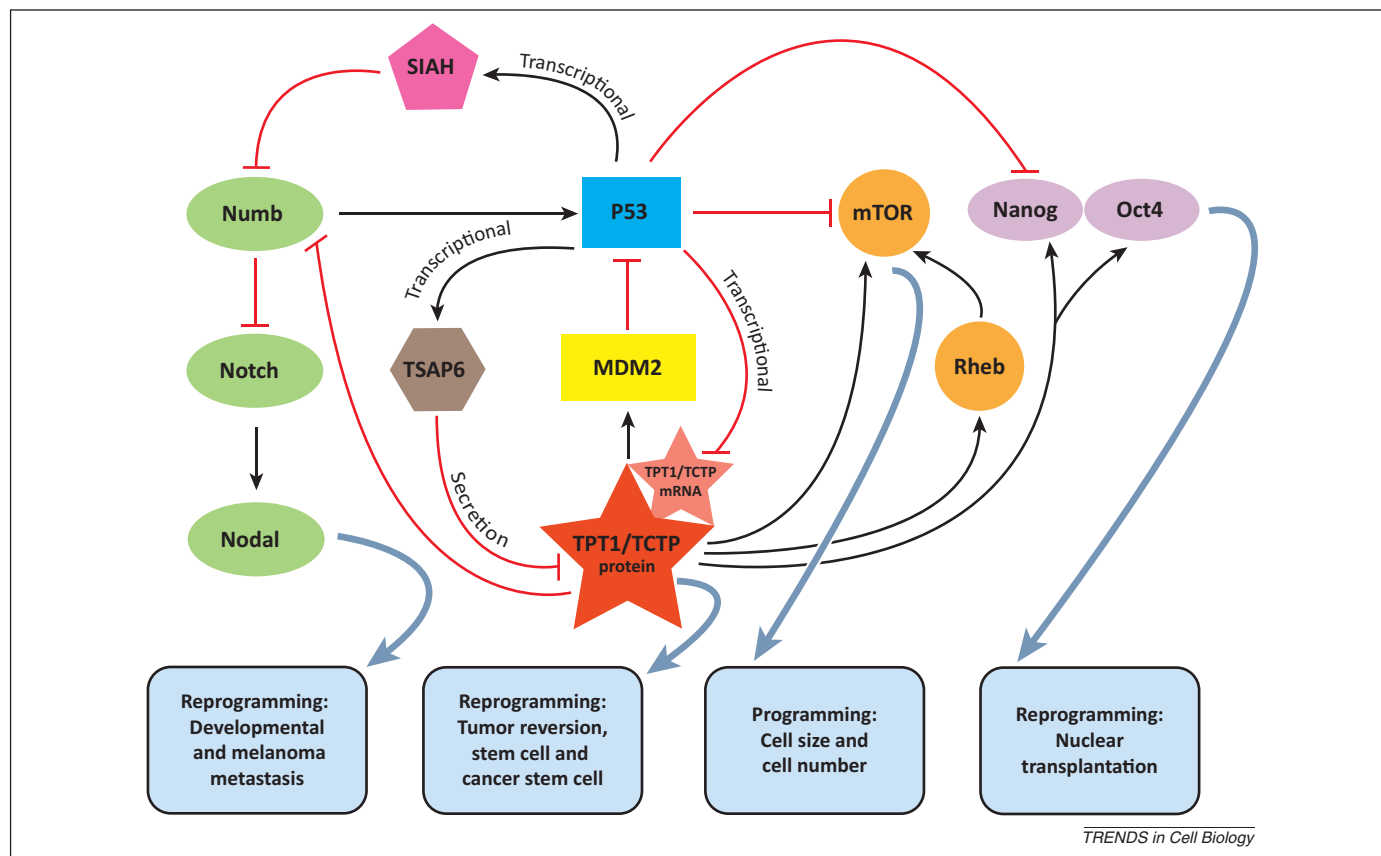 SIAH
Transcriptional
Numb
P53
mTOR
Nanog
Oct4
Transcriptional
Transcriptional
Notch
TSAP6
MDM2
Rheb
TPT1/TCTP
mRNA
Secretion
Nodal
TPT1/TCTP
protein
Reprogramming:
Developmental
and melanoma
metastasis
Reprogramming:
Tumor reversion,
stem cell and
cancer stem cell
Programming:
Cell size and
cell number
Reprogramming:
Nuclear
transplantation
TRENDS in Cell Biology